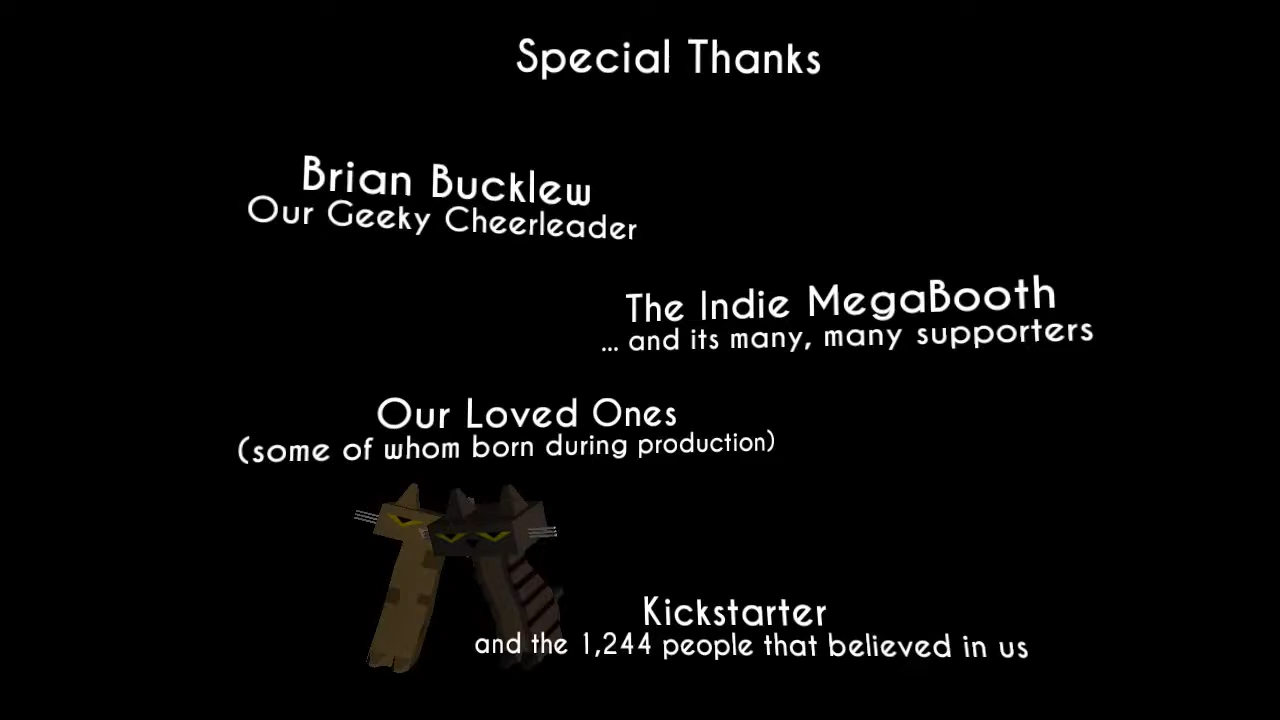 Special Thanks
Brian Bucklew
Our Geeky Cheerleader
The Indie MegaBooth
... and its many, many supporters
Our Loved Ones
(some of whom born during production)
Kickstarter
and the 1,244 people that believed in us